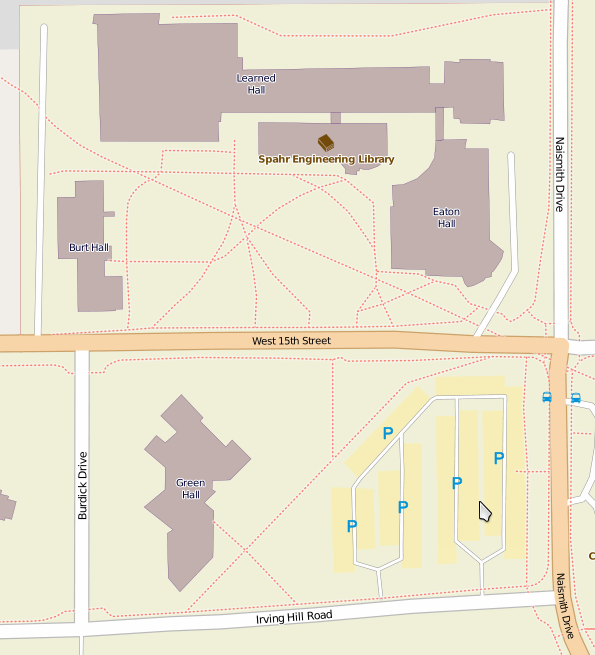 Learned
Hall
Spahr Engineering Library
Naismith Drive
Eaton
Hall
Burt Hall
West 15th Street
P
P
P
P
P
Burdick Drive
Green
Hall
C
Naismith Drive
Irving Hill Road